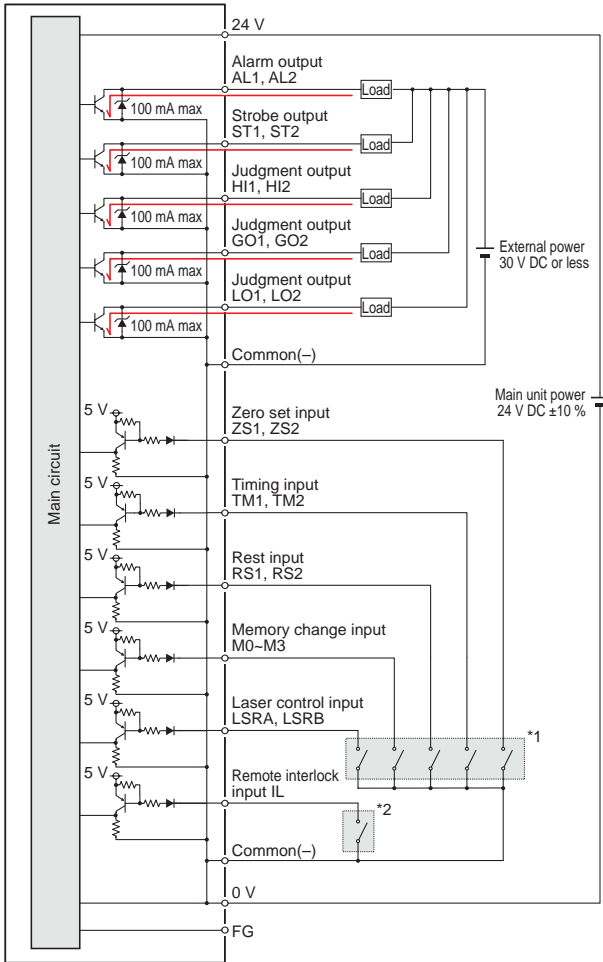 24 V
Alarm output
AL1, AL2
Load
100 mA max
Strobe output
ST1, ST2
Load
100 mA max
Judgment output
HI1, HI2
Load
100 mA max
Judgment output
GO1, GO2
Load
100 mA max
Judgment output
LO1, LO2
Load
100 mA max
External power
30 V DC or less
Common(–)
Main unit power
24 V DC ±10 %
Main circuit
5 V
Zero set input
ZS1, ZS2
5 V
Timing input
TM1, TM2
5 V
Rest input
RS1, RS2
5 V
Memory change input
M0~M3
5 V
Laser control input
LSRA, LSRB
*1
5 V
Remote interlock
input IL
*2
Common(–)
0 V
FG